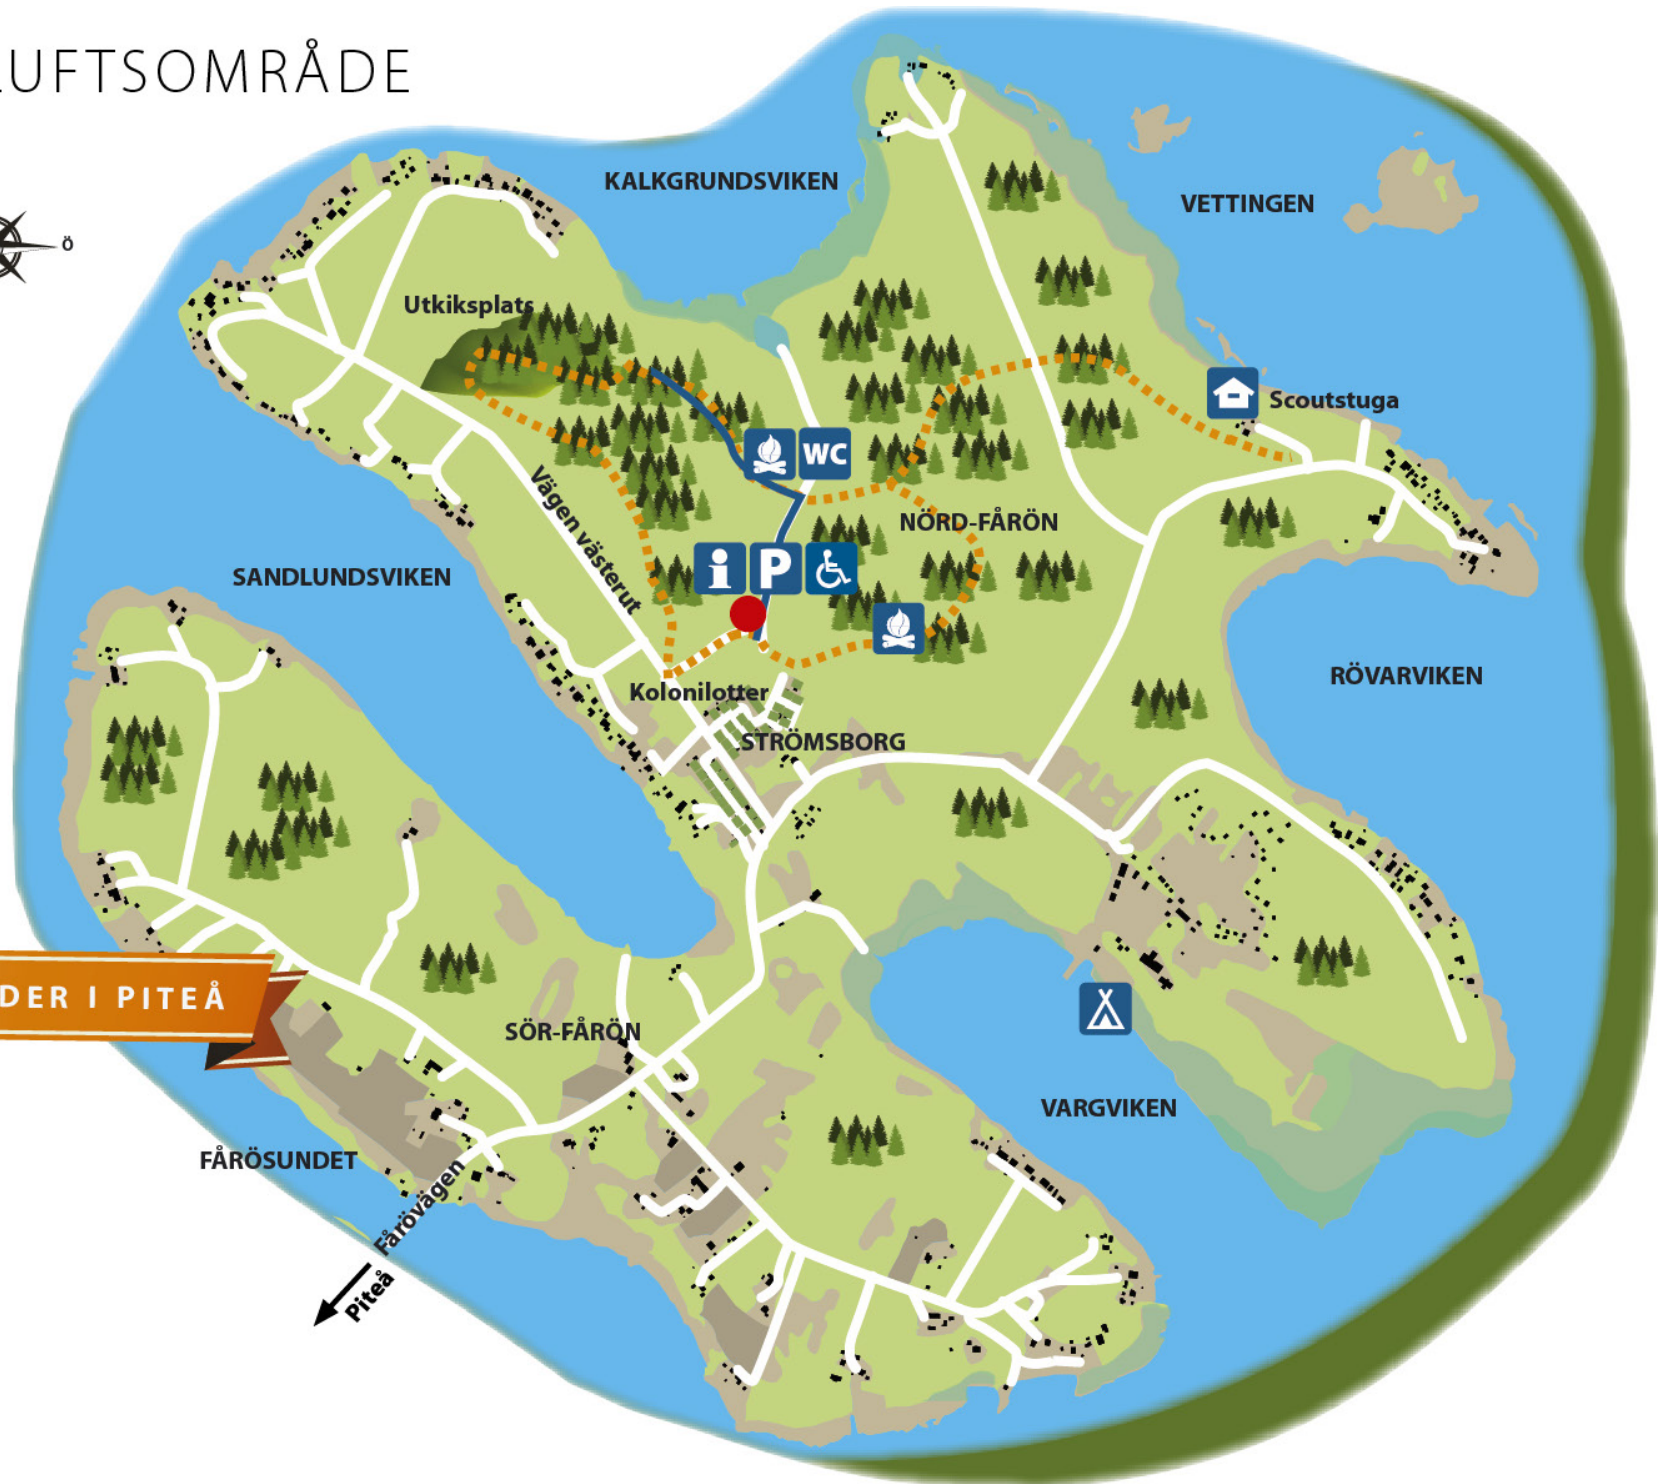 LUFTSOMRÅDE
KALKGRUNDSVIKEN
VETTINGEN
Ö
Utkiksplats
Scoutstuga
WC
Vägen västerut
NÖRD-FÅRÖN
SANDLUNDSVIKEN
i P
RÖVARVIKEN
Kolonilotter
STRÖMSBORG
DER I PITEÅ
SÖR-FÅRÖN
VARGVIKEN
FÅRÖSUNDET
Fårövägen
Piteå